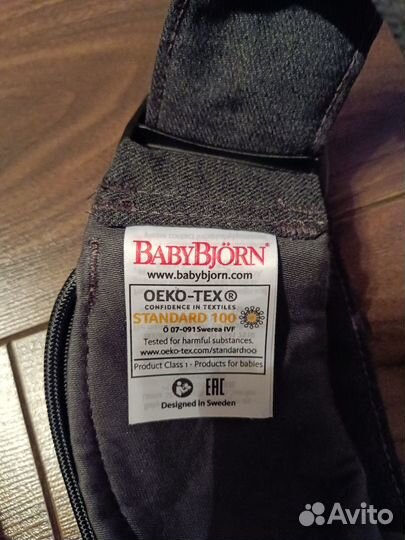 BABYBJÖRN®
www.babybjorn.com
OEKO-TEX®
CONFIDENCE IN TEXTILES
STANDARD 100
Ö 07-091 Swerea IVF
Tested for harmful substances.
www.oeko-tex.com/standard100
Product Class 1 - Products for babies
EAC
Designed in Sweden
Avito